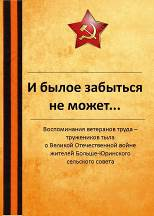 И былое забыться
не может...
Воспоминания ветеранов труда –
тружеников тыла
о Великой Отечественной войне
жителей Больше-Юринского
сельского совета